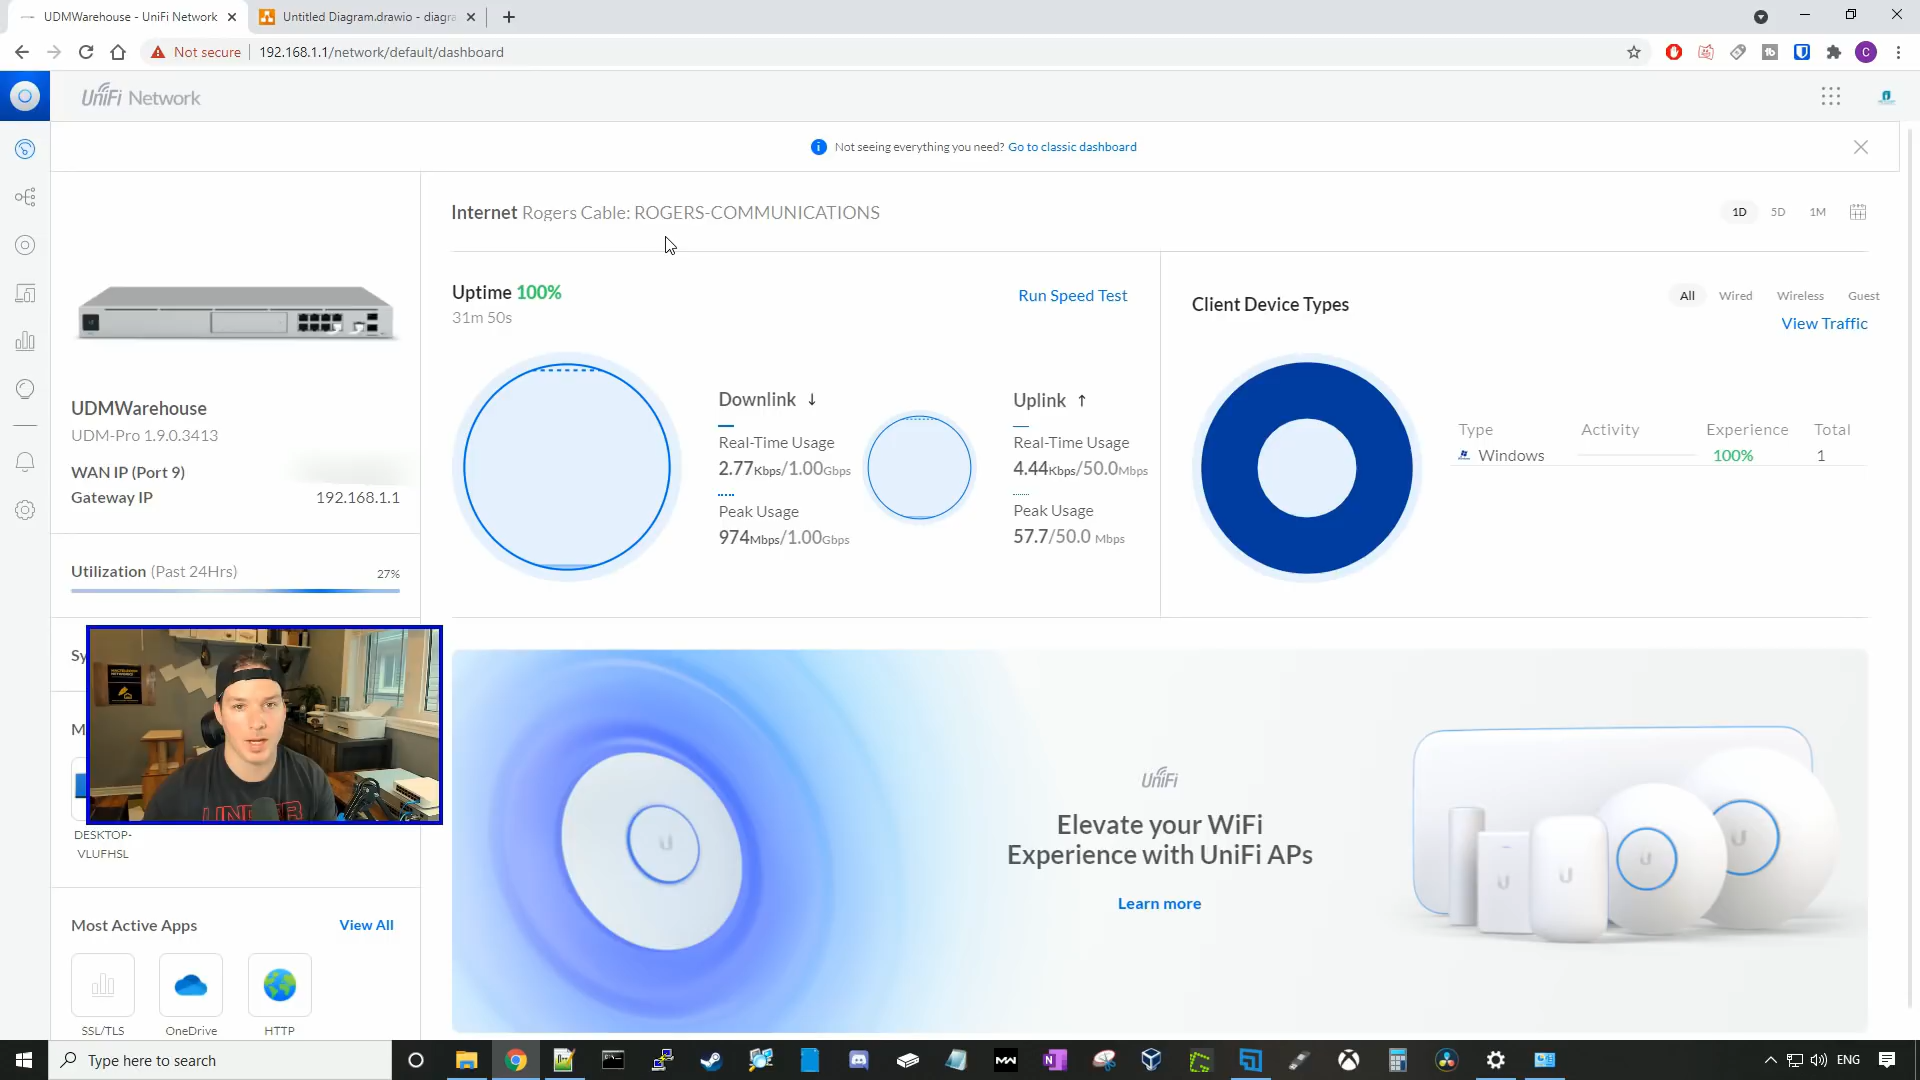 UDMWarehouse - UniFi Network
Untitled Diagram.drawio - diagra
Not secure
192.168.1.1/network/default/dashboard
C
UniFi Network
Not seeing everything you need? Go to classic dashboard
Internet Rogers Cable: ROGERS-COMMUNICATIONS
1D 5D 1M
Uptime 100%
31m 50s
Run Speed Test
Downlink ↓
Real-Time Usage
2.77Kbps/1.00Gbps
Peak Usage
974Mbps/1.00Gbps
Uplink ↑
Real-Time Usage
4.44Kbps/50.0Mbps
Peak Usage
57.7/50.0 Mbps
Client Device Types
All Wired Wireless Guest
View Traffic
Type Activity Experience Total
Windows 100% 1
UDMWarehouse
UDM-Pro 1.9.0.3413
WAN IP (Port 9)
Gateway IP 192.168.1.1
Utilization (Past 24Hrs) 27%
Sy
M
DESKTOP-
VLUFHSL
Most Active Apps View All
SSL/TLS OneDrive HTTP
UniFi
Elevate your WiFi
Experience with UniFi APs
Learn more
Type here to search
ENG